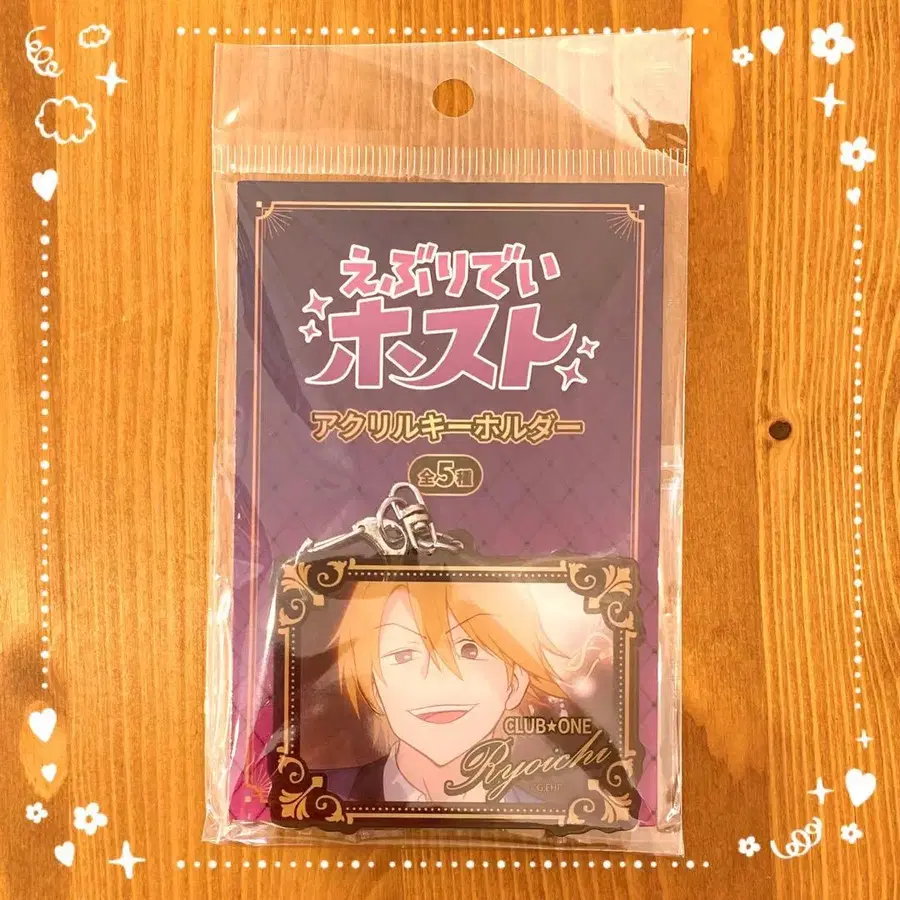 えぶりでい
ホスト
アクリルキーホルダー
全5種
CLUB★ONE
Ryoichi
G.ENT